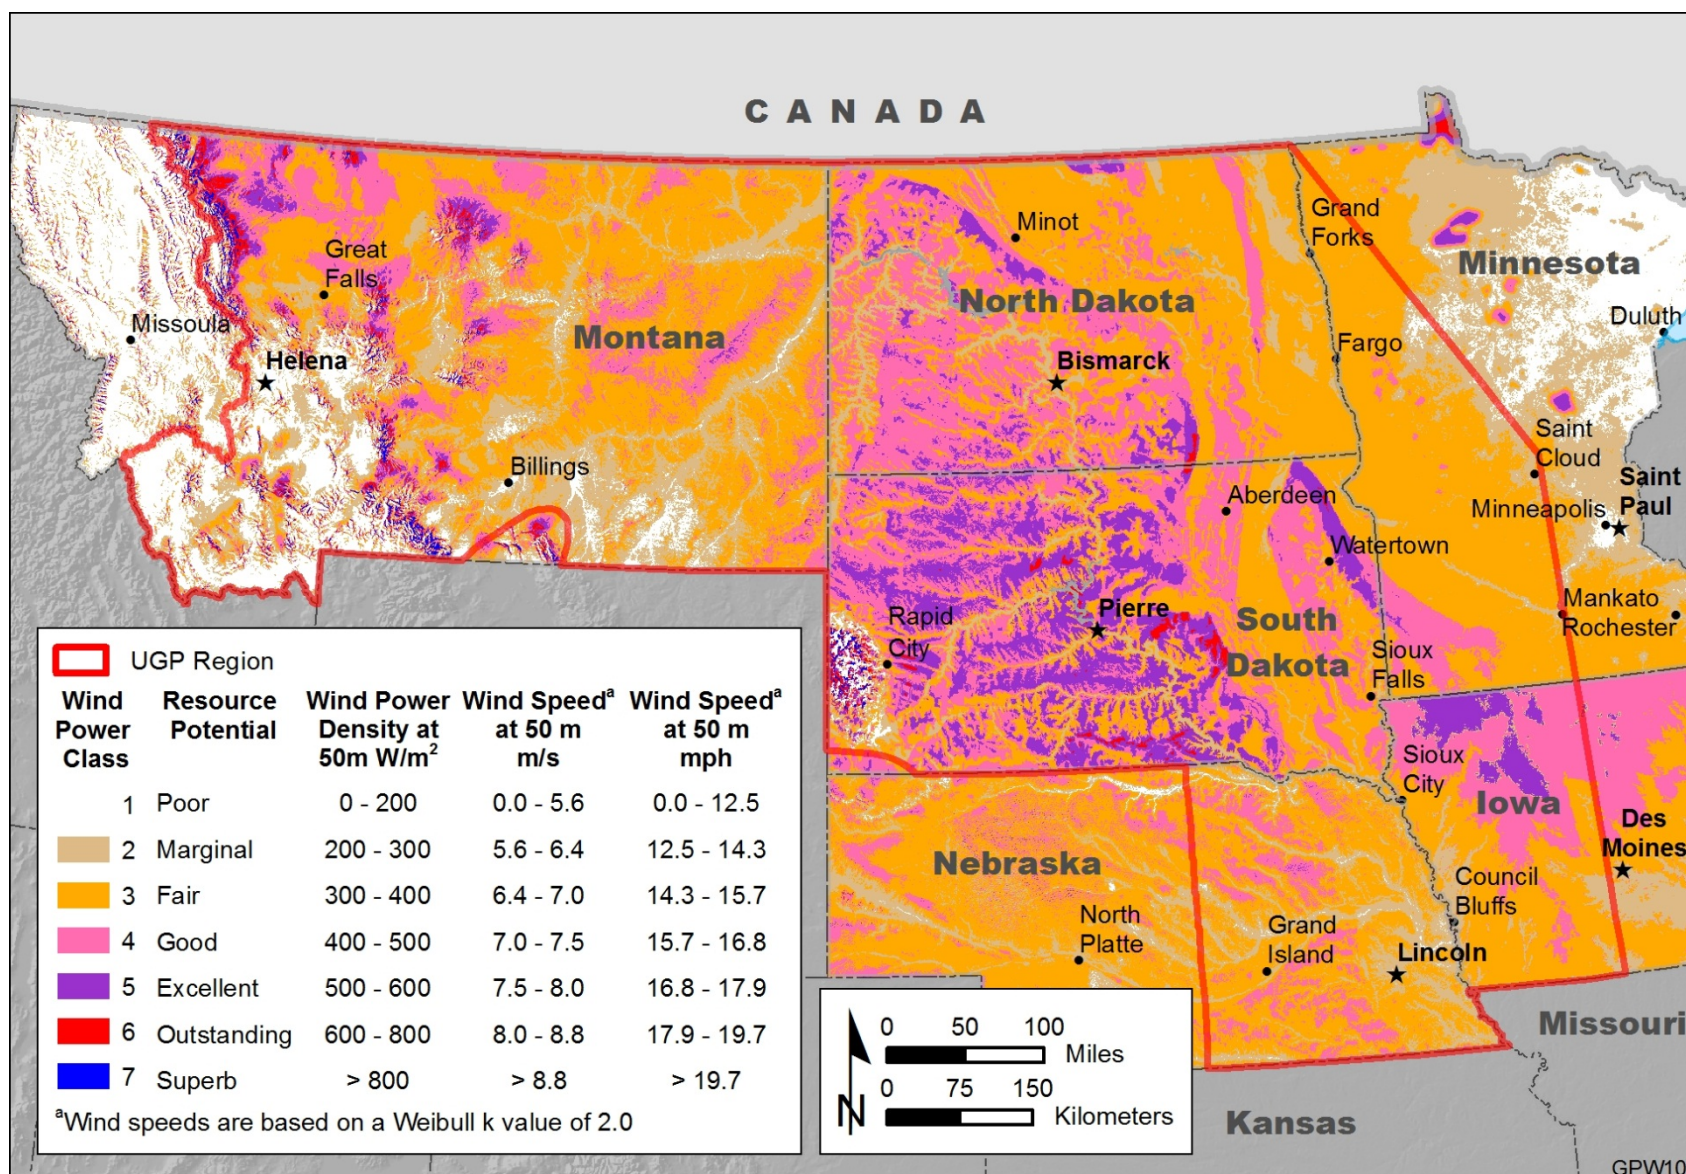 CANADA
Grand
Forks
Minot
Minnesota
Great
Falls
North Dakota
Duluth
Missoula
Montana
Fargo
Helena
Bismarck
Saint
Cloud
Billings
Saint
Paul
Aberdeen
Minneapolis
Watertown
Pierre
Mankato
Rochester
Rapid
City
South
Dakota
Sioux
Falls
Sioux
City
Iowa
Des
Moines
Nebraska
Council
Bluffs
North
Platte
Grand
Island
Lincoln
Missouri
Kansas
UGP Region
Wind
Power
Class
Resource
Potential
Wind Power
Density at
50m W/m²
Wind Speedᵃ
at 50 m
m/s
Wind Speedᵃ
at 50 m
mph
1 Poor 0 - 200 0.0 - 5.6 0.0 - 12.5
2 Marginal 200 - 300 5.6 - 6.4 12.5 - 14.3
3 Fair 300 - 400 6.4 - 7.0 14.3 - 15.7
4 Good 400 - 500 7.0 - 7.5 15.7 - 16.8
5 Excellent 500 - 600 7.5 - 8.0 16.8 - 17.9
6 Outstanding 600 - 800 8.0 - 8.8 17.9 - 19.7
7 Superb > 800 > 8.8 > 19.7
ᵃWind speeds are based on a Weibull k value of 2.0
N
0 50 100
Miles
0 75 150
Kilometers
GPW10